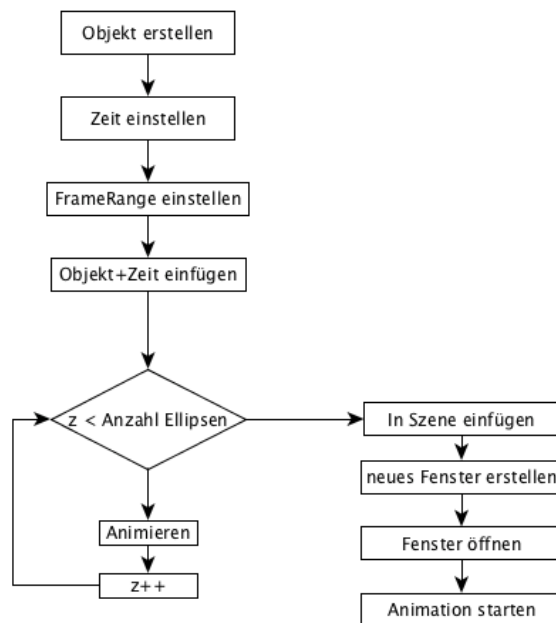 Objekt erstellen
Zeit einstellen
FrameRange einstellen
Objekt+Zeit einfügen
z < Anzahl Ellipsen
Animieren
z++
In Szene einfügen
neues Fenster erstellen
Fenster öffnen
Animation starten